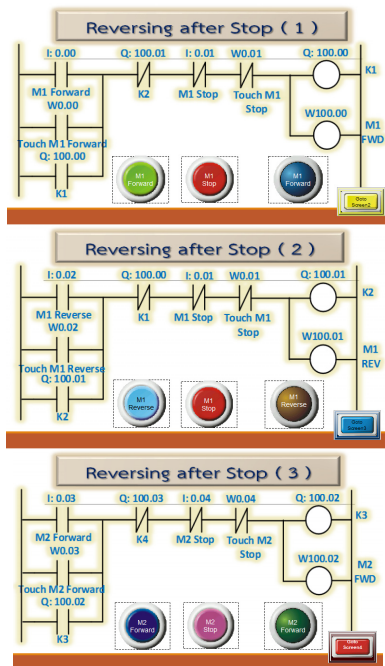 Reversing after Stop ( 1 )
I: 0.00 Q: 100.01 I: 0.01 W0.01 Q: 100.00
K1
M1 Forward K2 M1 Stop Touch M1
Stop
W0.00
W100.00
Touch M1 Forward
M1
FWD
Q: 100.00
K1
M1
Forward
M1
Stop
M1
Forward
Goto
Screen2
Reversing after Stop ( 2 )
I: 0.02 Q: 100.00 I: 0.01 W0.01 Q: 100.01
K2
M1 Reverse K1 M1 Stop Touch M1
Stop
W0.02
W100.01
Touch M1 Reverse
M1
REV
Q: 100.01
K2
M1
Reverse
M1
Stop
M1
Reverse
Goto
Reversing after Stop ( 3 )
I: 0.03 Q: 100.03 I: 0.04 W0.04 Q: 100.02
K3
M2 Forward K4 M2 Stop Touch M2
Stop
W0.03
W100.02
Touch M2 Forward
M2
FWD
Q: 100.02
K3
M2
Forward
M2
Stop
M2
Forward
Goto
Screen4